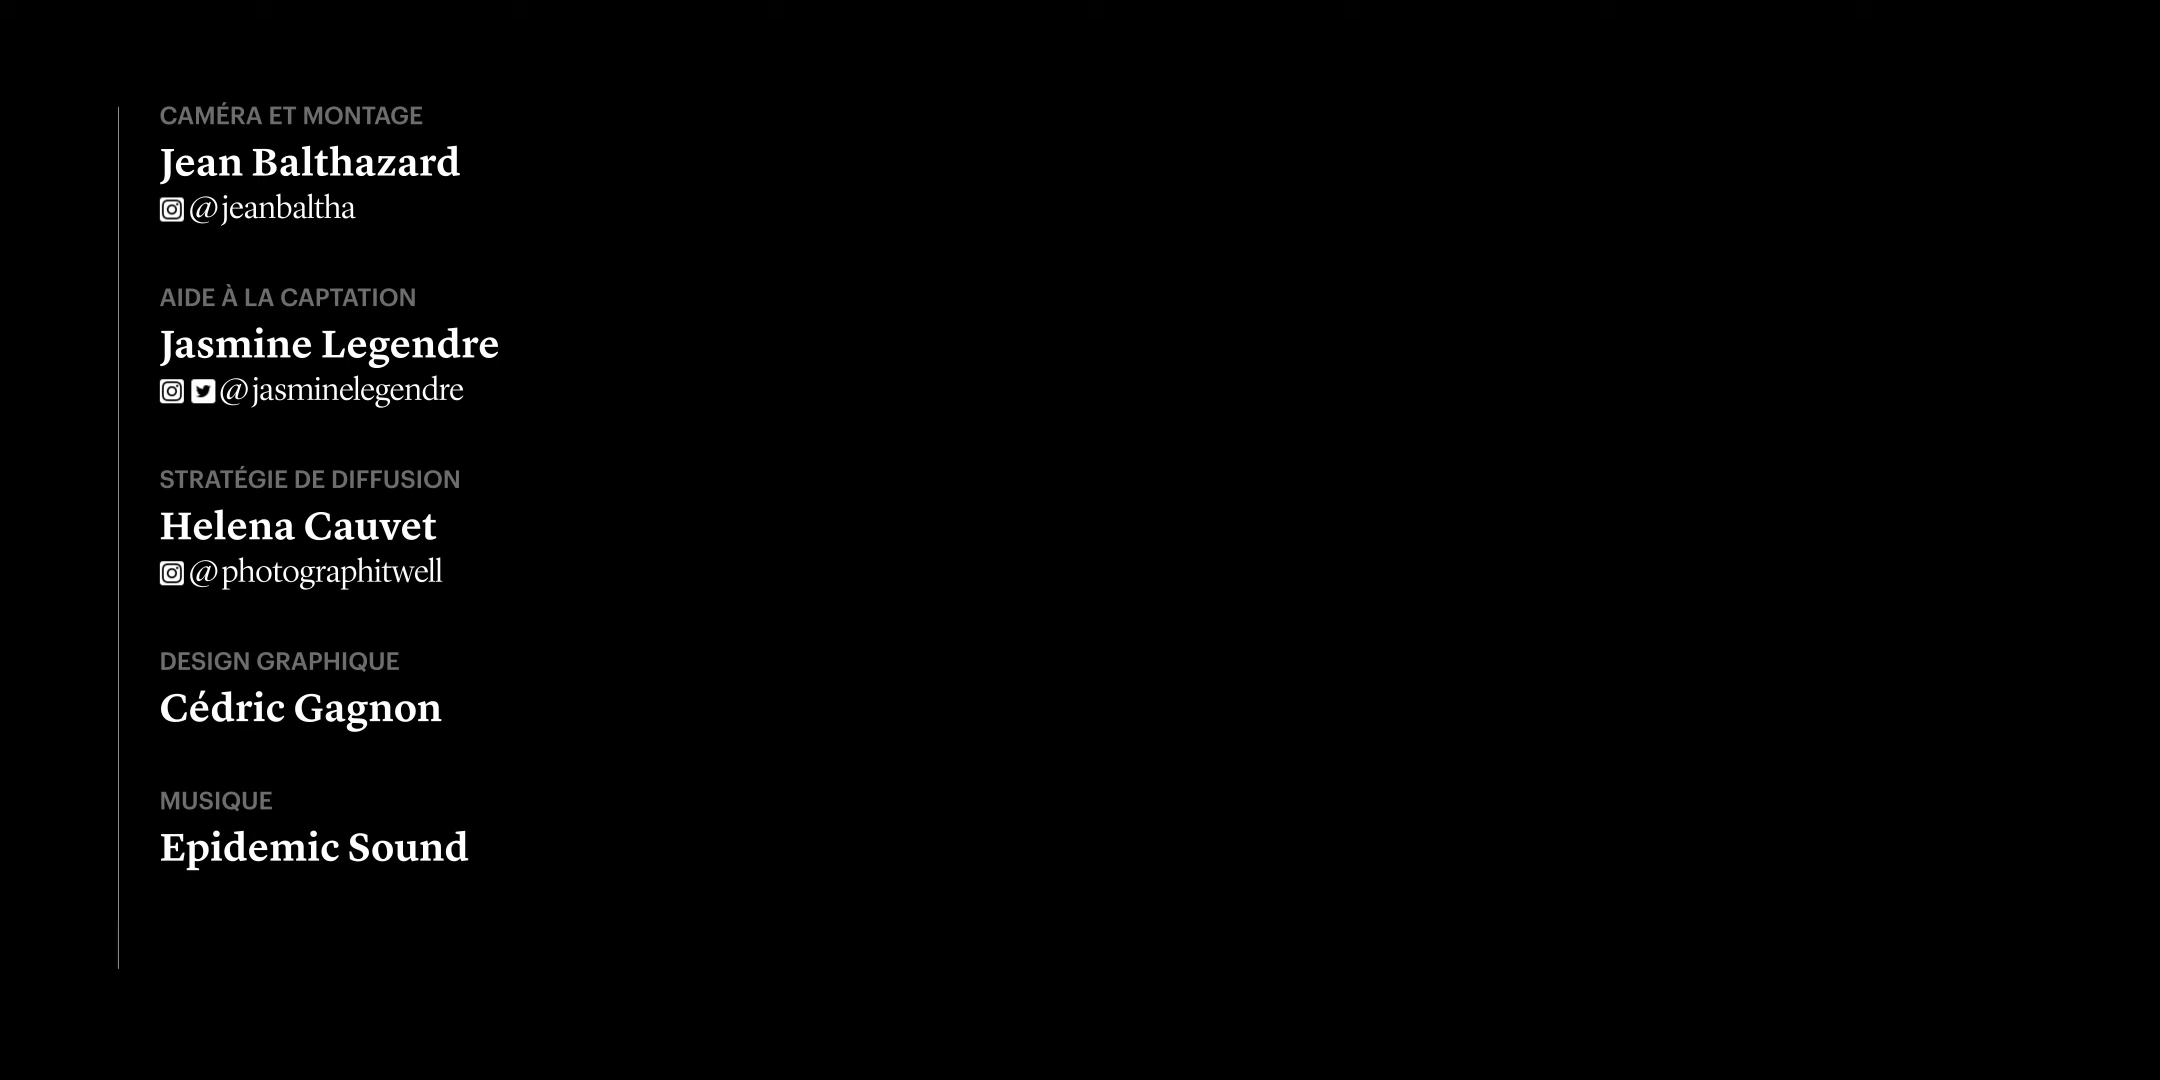 CAMÉRA ET MONTAGE
Jean Balthazard
@jeanbaltha
AIDE À LA CAPTATION
Jasmine Legendre
@jasminelegendre
STRATÉGIE DE DIFFUSION
Helena Cauvet
@photographitwell
DESIGN GRAPHIQUE
Cédric Gagnon
MUSIQUE
Epidemic Sound